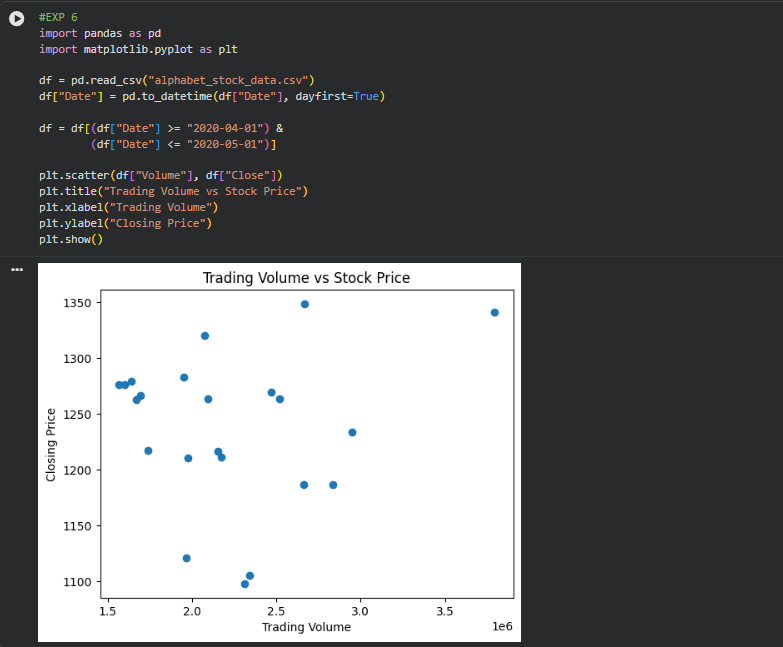 #EXP 6
import pandas as pd
import matplotlib.pyplot as plt
df = pd.read_csv("alphabet_stock_data.csv")
df["Date"] = pd.to_datetime(df["Date"], dayfirst=True)
df = df[(df["Date"] >= "2020-04-01") &
(df["Date"] <= "2020-05-01")]
plt.scatter(df["Volume"], df["Close"])
plt.title("Trading Volume vs Stock Price")
plt.xlabel("Trading Volume")
plt.ylabel("Closing Price")
plt.show()
Trading Volume vs Stock Price
1350
1300
1250
1200
1150
1100
Closing Price
1.5 2.0 2.5 3.0 3.5
Trading Volume
1e6